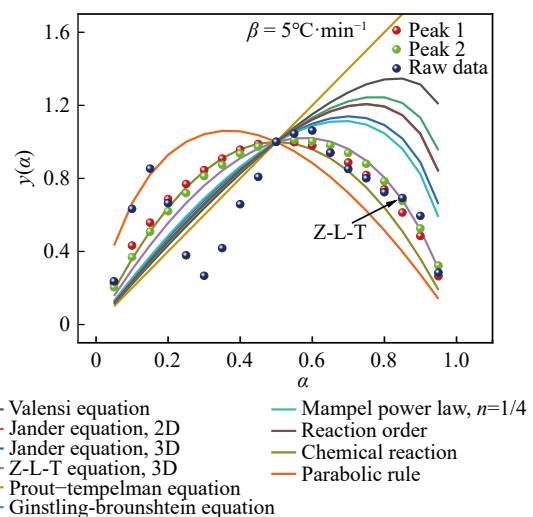 1.6
1.2
0.8
0.4
0
y(α)
β = 5℃·min⁻¹
Peak 1
Peak 2
Raw data
Z-L-T
0 0.2 0.4 0.6 0.8 1.0
α
Valensi equation
Jander equation, 2D
Jander equation, 3D
Z-L-T equation, 3D
Prout−tempelman equation
Ginstling-brounshtein equation
Mampel power law, n=1/4
Reaction order
Chemical reaction
Parabolic rule